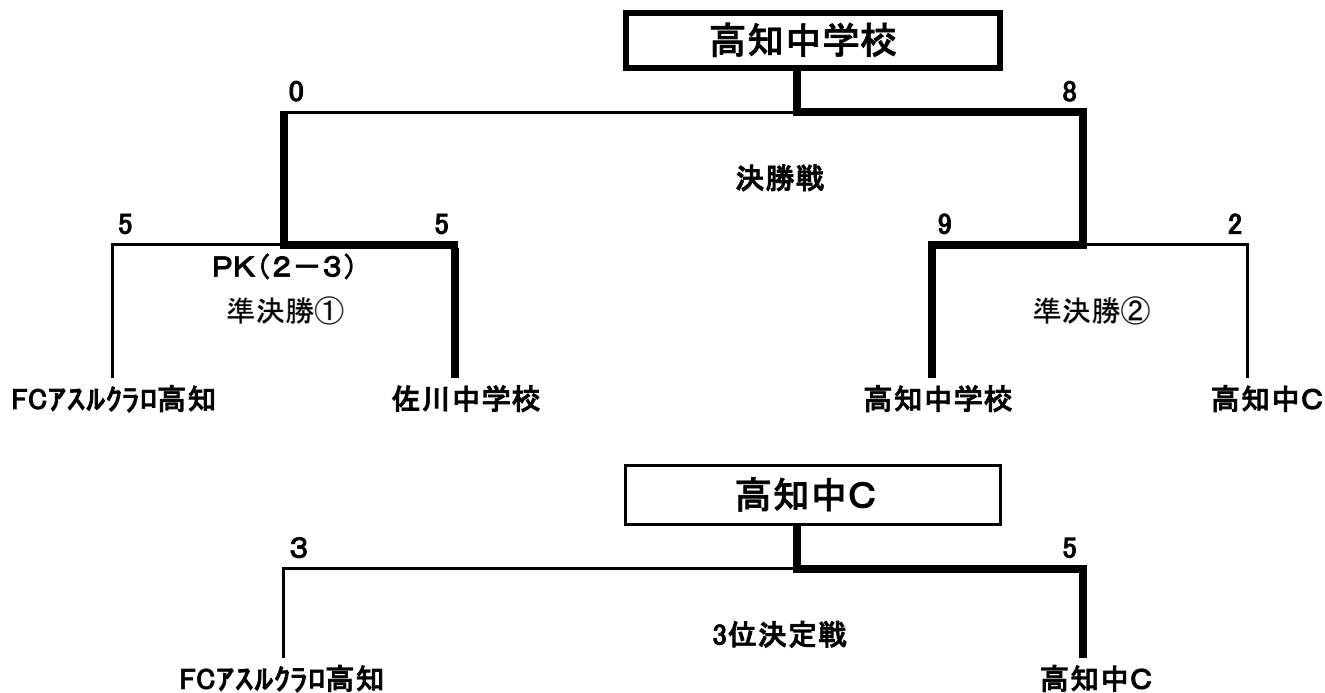 高知中学校
0 8
決勝戦
5 5 9 2
PK(2－3)
準決勝① 準決勝②
FCｱｽﾙｸﾗﾛ高知 佐川中学校 高知中学校 高知中C
高知中C
3 5
3位決定戦
FCｱｽﾙｸﾗﾛ高知 高知中C